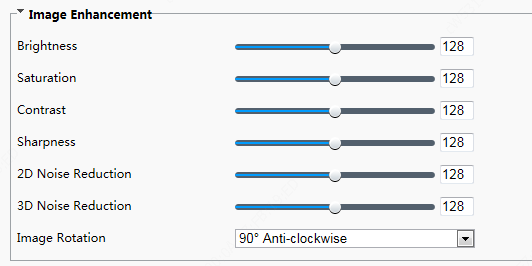 Image Enhancement
Brightness 128
Saturation 128
Contrast 128
Sharpness 128
2D Noise Reduction 128
3D Noise Reduction 128
Image Rotation 90° Anti-clockwise